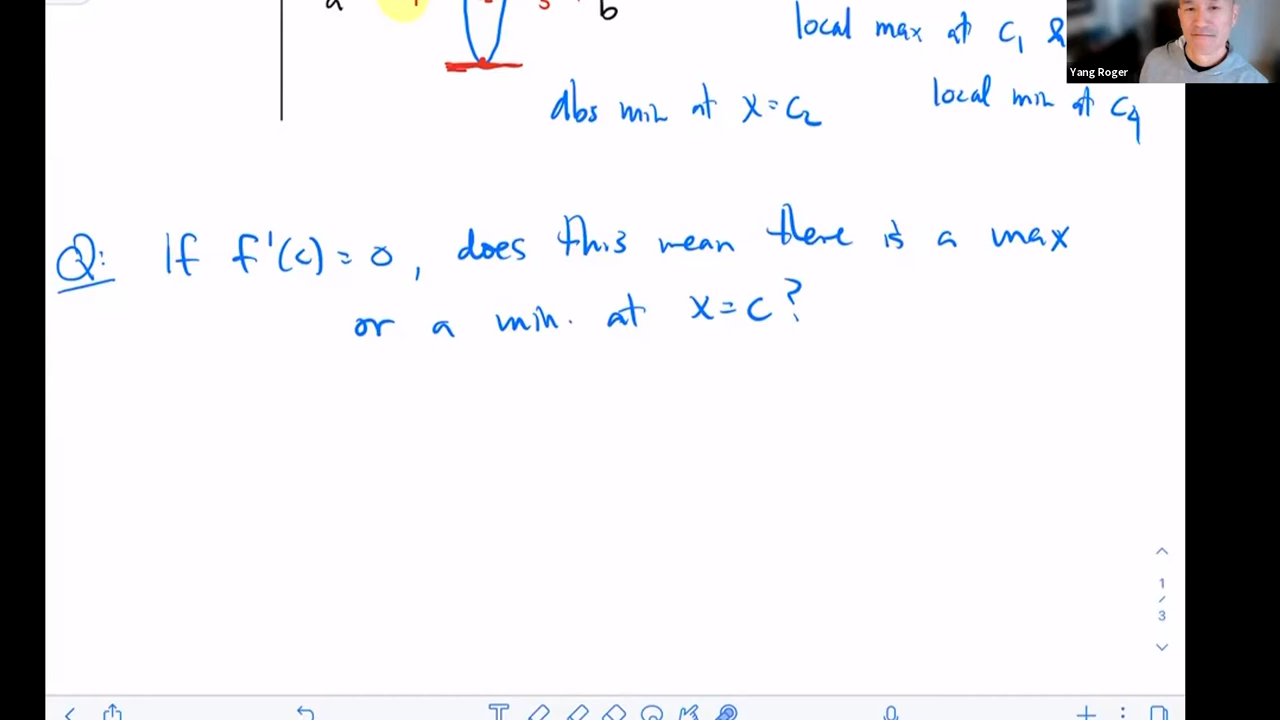 a
s
b
local max at c₁ &
Yang Roger
abs min at x=c₂
local min at c₄
Q: If f'(c)=0, does this mean there is a max
or a min. at x=c?
1
/
3
T